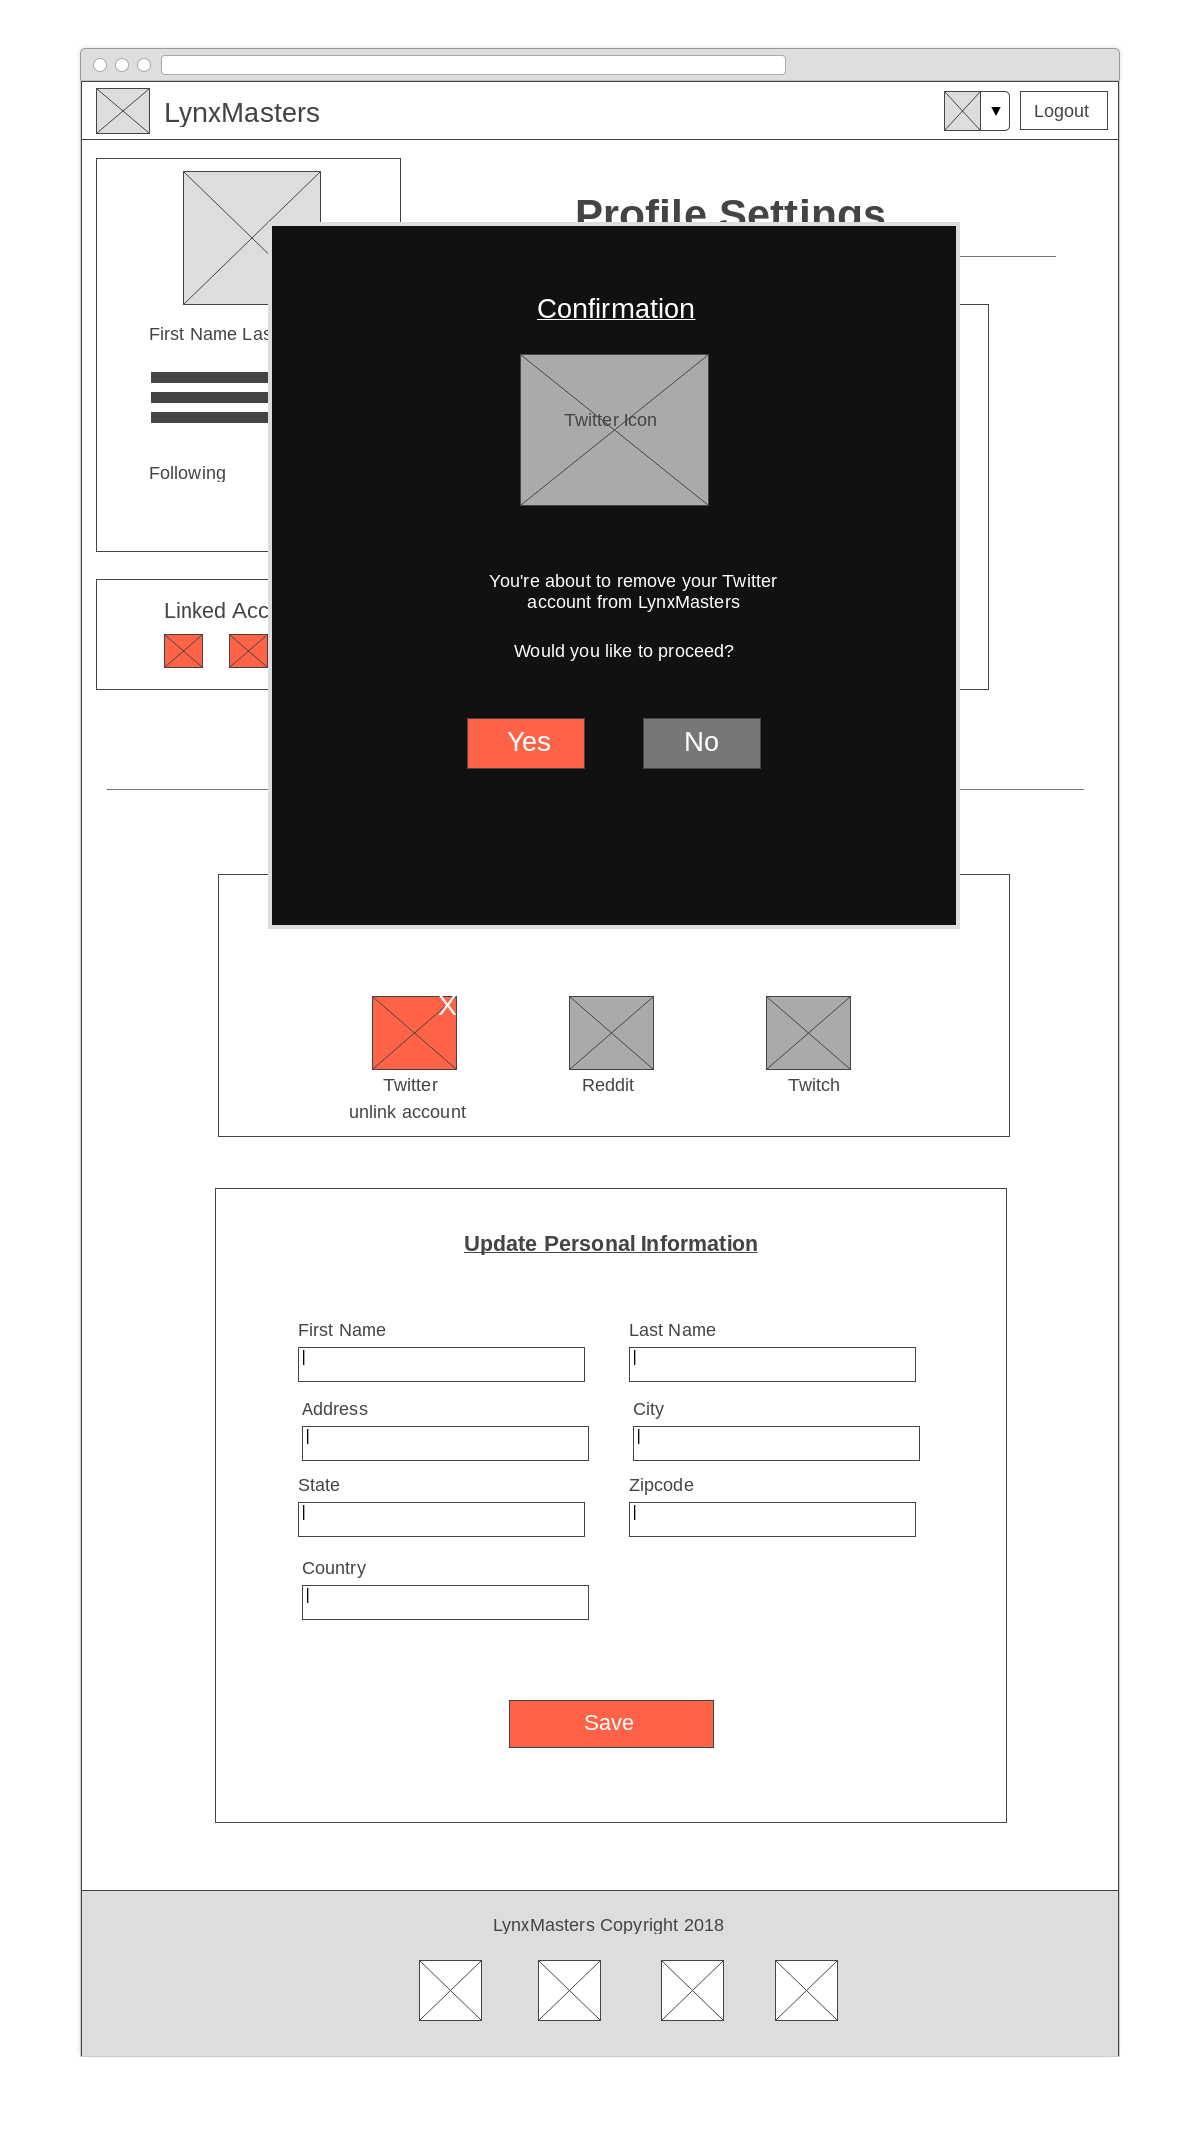 LynxMasters
Logout
Profile Settings
First Name Las
Following
Linked Acc
Confirmation
Twitter Icon
You're about to remove your Twitter
account from LynxMasters
Would you like to proceed?
Yes
No
X
Twitter
Reddit
Twitch
unlink account
Update Personal Information
First Name
Last Name
Address
City
State
Zipcode
Country
Save
LynxMasters Copyright 2018